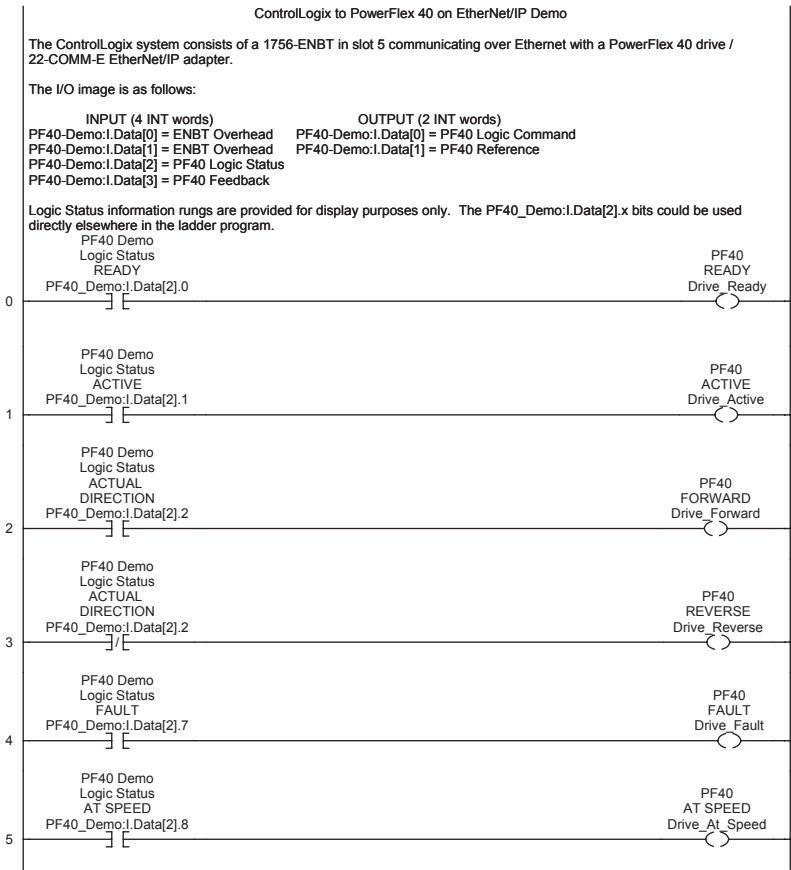 ControlLogix to PowerFlex 40 on EtherNet/IP Demo
The ControlLogix system consists of a 1756-ENBT in slot 5 communicating over Ethernet with a PowerFlex 40 drive /
22-COMM-E EtherNet/IP adapter.
The I/O image is as follows:
INPUT (4 INT words) OUTPUT (2 INT words)
PF40-Demo:I.Data[0] = ENBT Overhead PF40-Demo:I.Data[0] = PF40 Logic Command
PF40-Demo:I.Data[1] = ENBT Overhead PF40-Demo:I.Data[1] = PF40 Reference
PF40-Demo:I.Data[2] = PF40 Logic Status
PF40-Demo:I.Data[3] = PF40 Feedback
Logic Status information rungs are provided for display purposes only. The PF40_Demo:I.Data[2].x bits could be used
directly elsewhere in the ladder program.
PF40 Demo
Logic Status PF40
READY READY
PF40_Demo:I.Data[2].0 Drive_Ready
0
PF40 Demo
Logic Status PF40
ACTIVE ACTIVE
PF40_Demo:I.Data[2].1 Drive_Active
1
PF40 Demo
Logic Status
ACTUAL PF40
DIRECTION FORWARD
PF40_Demo:I.Data[2].2 Drive_Forward
2
PF40 Demo
Logic Status
ACTUAL PF40
DIRECTION REVERSE
PF40_Demo:I.Data[2].2 Drive_Reverse
3
PF40 Demo
Logic Status PF40
FAULT FAULT
PF40_Demo:I.Data[2].7 Drive_Fault
4
PF40 Demo
Logic Status PF40
AT SPEED AT SPEED
PF40_Demo:I.Data[2].8 Drive_At_Speed
5